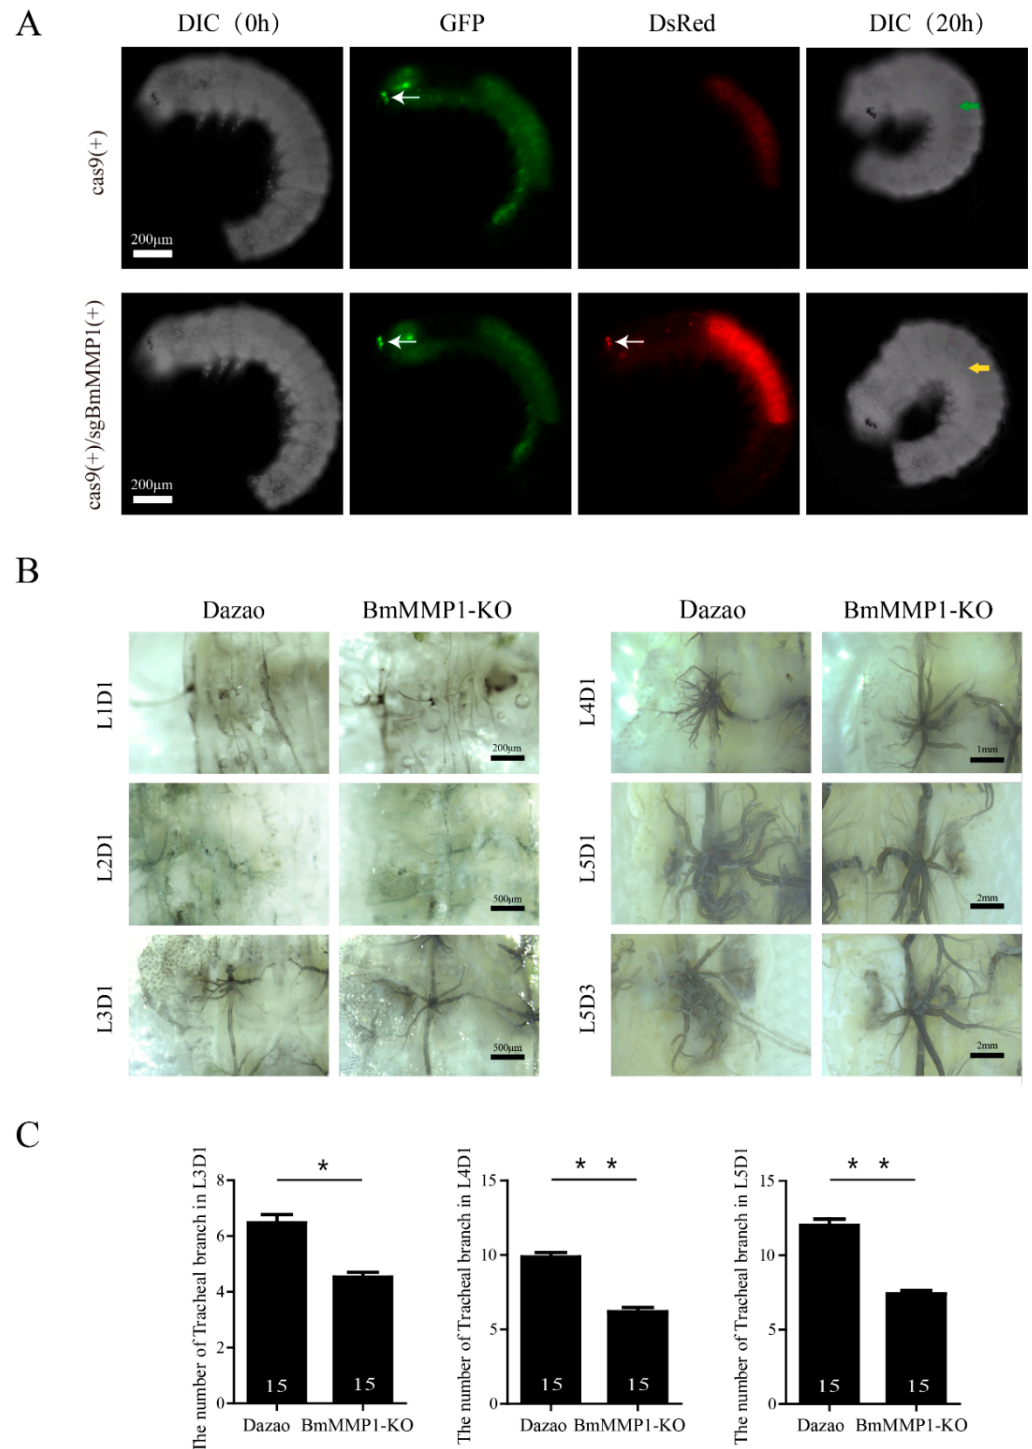 A
DIC（0h） GFP DsRed DIC（20h）
cas9(+)
200μm
cas9(+)/sgBmMMP1(+)
200μm
B
Dazao BmMMP1-KO Dazao BmMMP1-KO
L1D1
200μm
L4D1
1mm
L2D1
500μm
L5D1
2mm
L3D1
500μm
L5D3
2mm
C
The number of Tracheal branch in L3D1
8
6
4
2
0
*
15 15
Dazao BmMMP1-KO
The number of Tracheal branch in L4D1
15
10
5
0
* *
15 15
Dazao BmMMP1-KO
The number of Tracheal branch in L5D1
15
10
5
0
* *
15 15
Dazao BmMMP1-KO